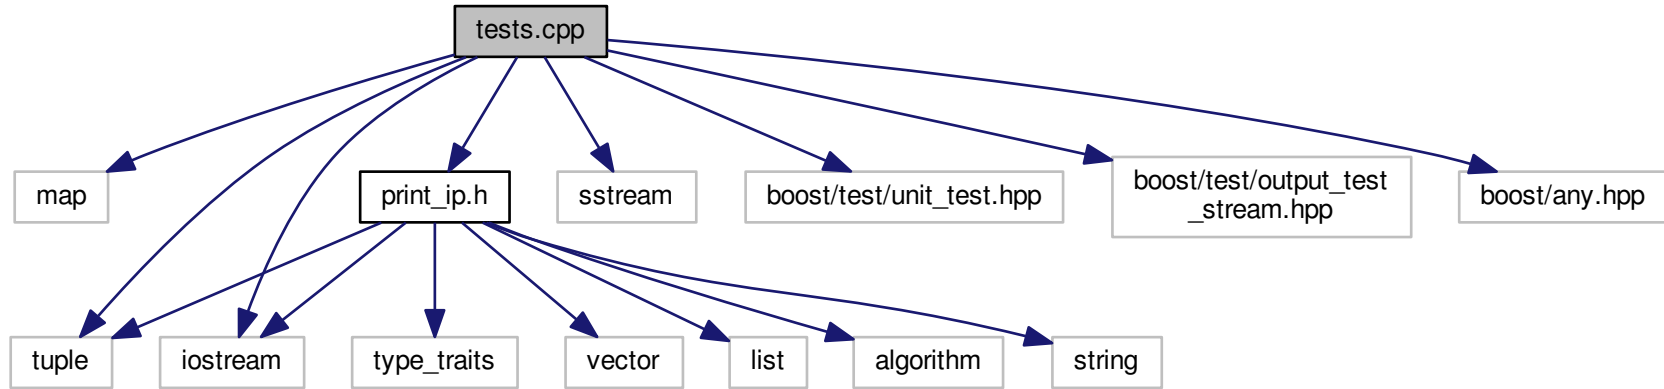 tests.cpp
map
print_ip.h
sstream
boost/test/unit_test.hpp
boost/test/output_test
_stream.hpp
boost/any.hpp
tuple
iostream
type_traits
vector
list
algorithm
string